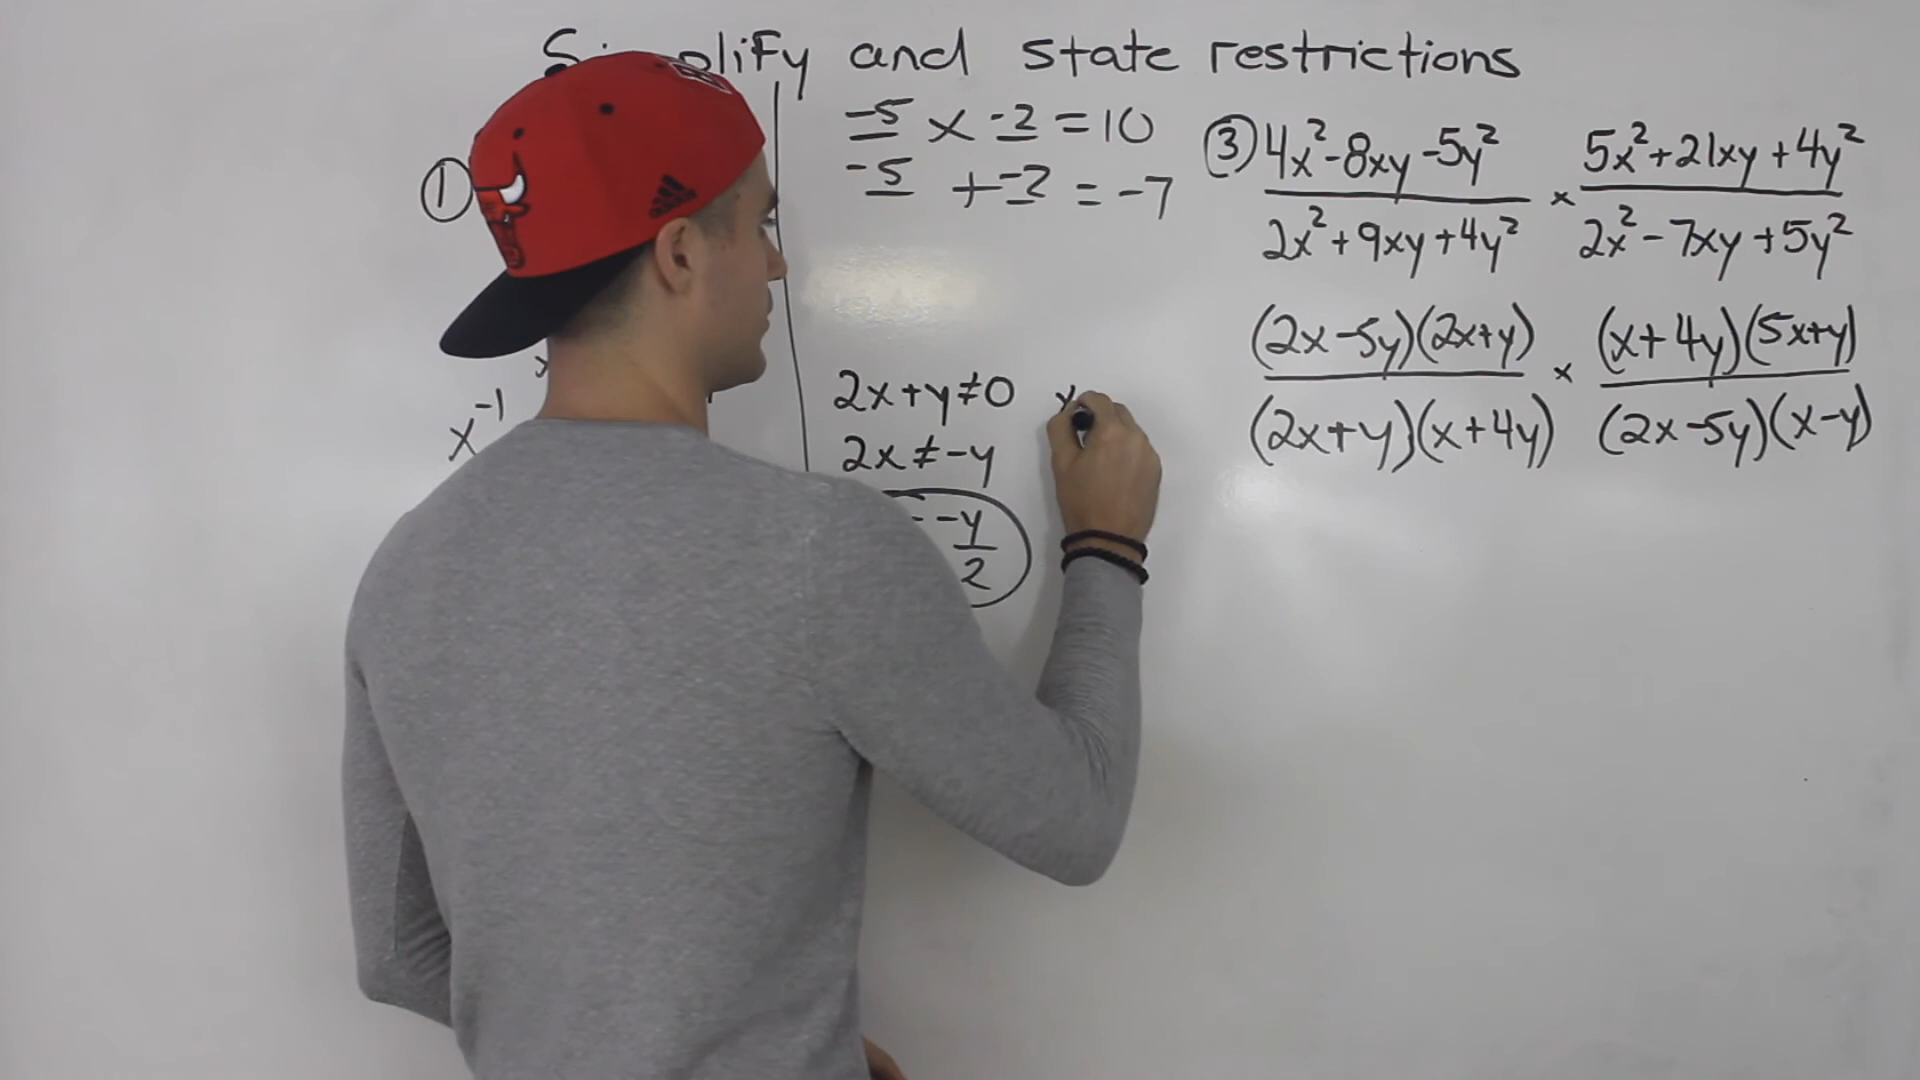 and state restrictions
①
x⁻¹
-5 x -2 = 10
-5 + -2 = -7
2x+y≠0
2x≠-y
-y/2
③ (4x²-8xy-5y²)/(2x²+9xy+4y²) × (5x²+21xy+4y²)/(2x²-7xy+5y²)
(2x-5y)(2x+y)/(2x+y)(x+4y) × (x+4y)(5x+y)/(2x-5y)(x-y)